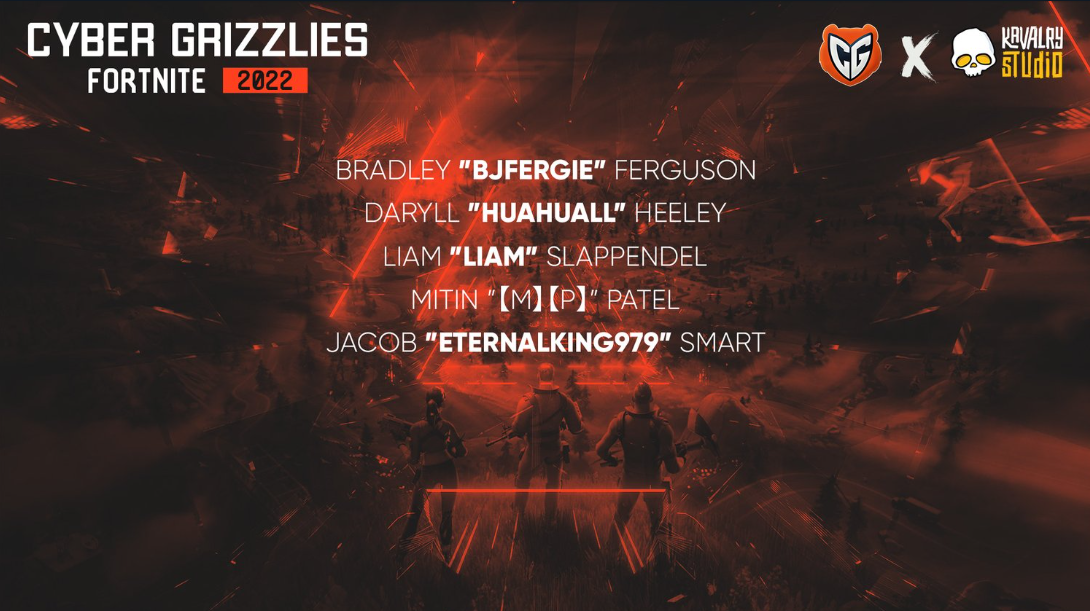 CYBER GRIZZLIES
FORTNITE 2022
CG X KAVALRY
STUDIO
BRADLEY "BJFERGIE" FERGUSON
DARYLL "HUAHUALL" HEELEY
LIAM "LIAM" SLAPPENDEL
MITIN "【M】【P】" PATEL
JACOB "ETERNALKING979" SMART